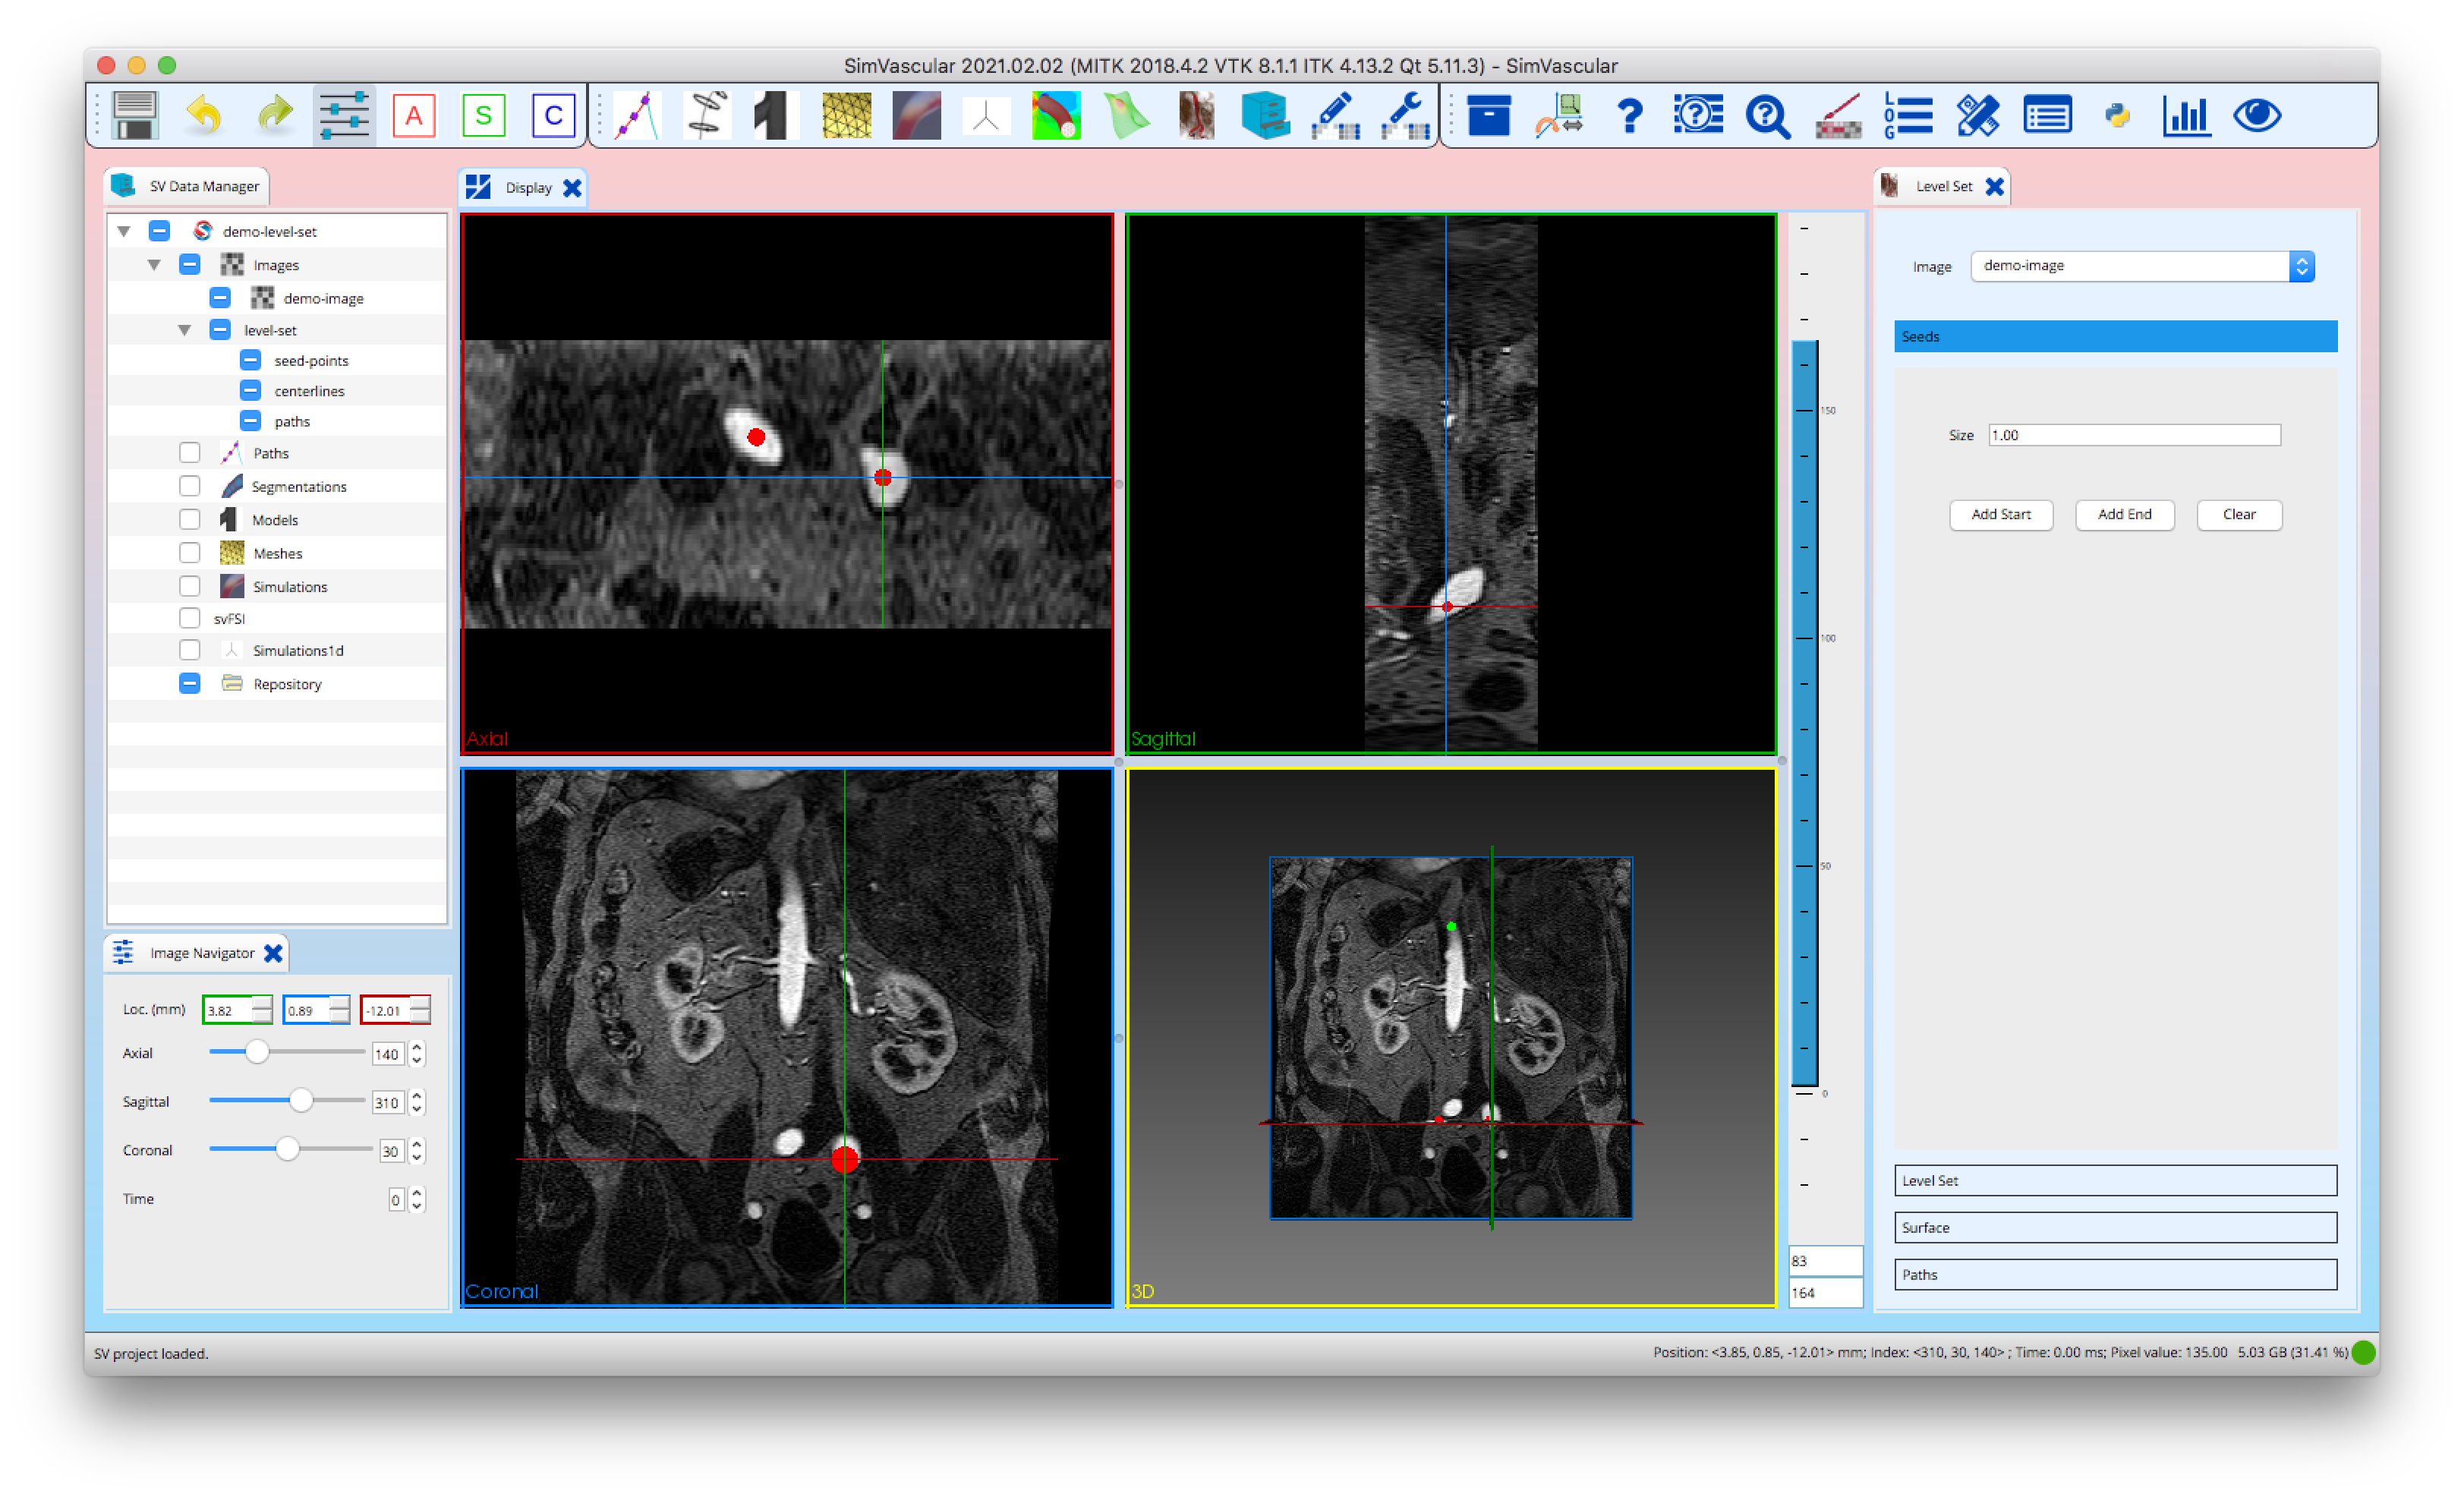 SimVascular 2021.02.02 (MITK 2018.4.2 VTK 8.1.1 ITK 4.13.2 Qt 5.11.3) - SimVascular
A S C
LOG
SV Data Manager
demo-level-set
Images
demo-image
level-set
seed-points
centerlines
paths
Paths
Segmentations
Models
Meshes
Simulations
svFSI
Simulations1d
Repository
Image Navigator
Loc. (mm) 3.82 0.89 -12.01
Axial 140
Sagittal 310
Coronal 30
Time 0
Display
Axial
Sagittal
Coronal
3D
150
100
50
0
83
164
Level Set
Image demo-image
Seeds
Size 1.00
Add Start Add End Clear
Level Set
Surface
Paths
SV project loaded.
Position: <3.85, 0.85, -12.01> mm; Index: <310, 30, 140> ; Time: 0.00 ms; Pixel value: 135.00 5.03 GB (31.41 %)